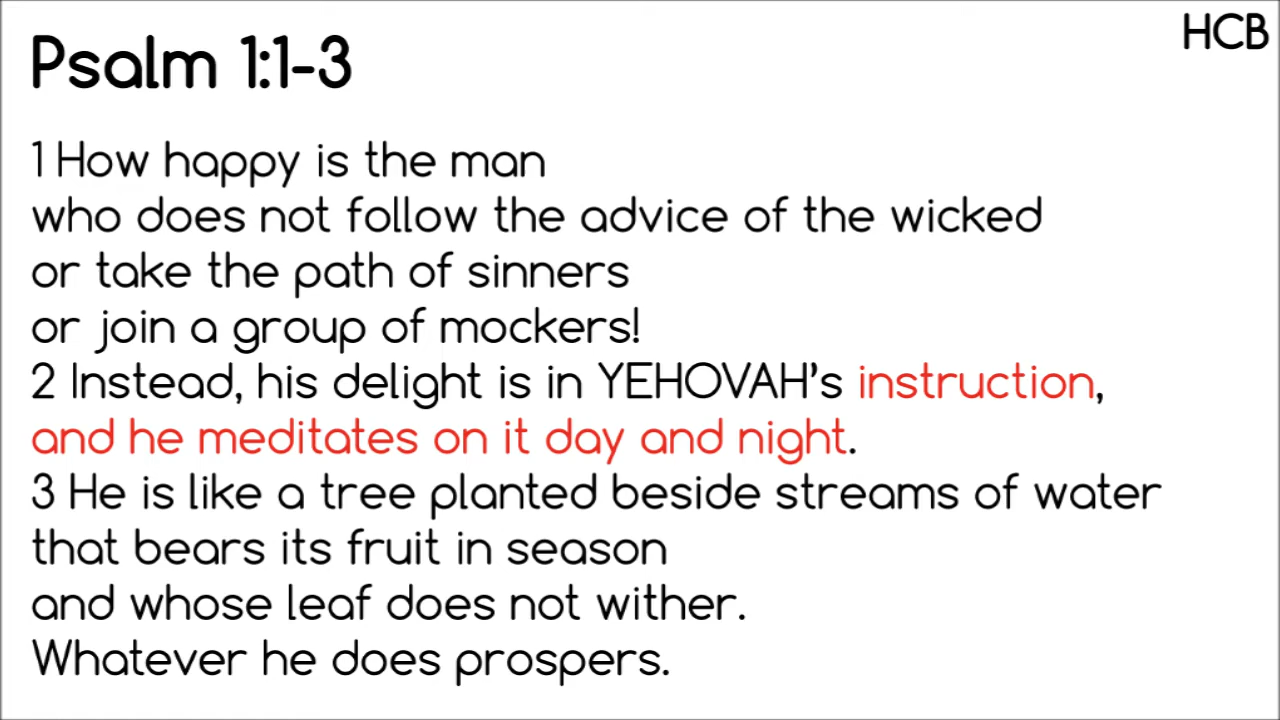 HCB
Psalm 1:1-3
1 How happy is the man
who does not follow the advice of the wicked
or take the path of sinners
or join a group of mockers!
2 Instead, his delight is in YEHOVAH’s instruction,
and he meditates on it day and night.
3 He is like a tree planted beside streams of water
that bears its fruit in season
and whose leaf does not wither.
Whatever he does prospers.